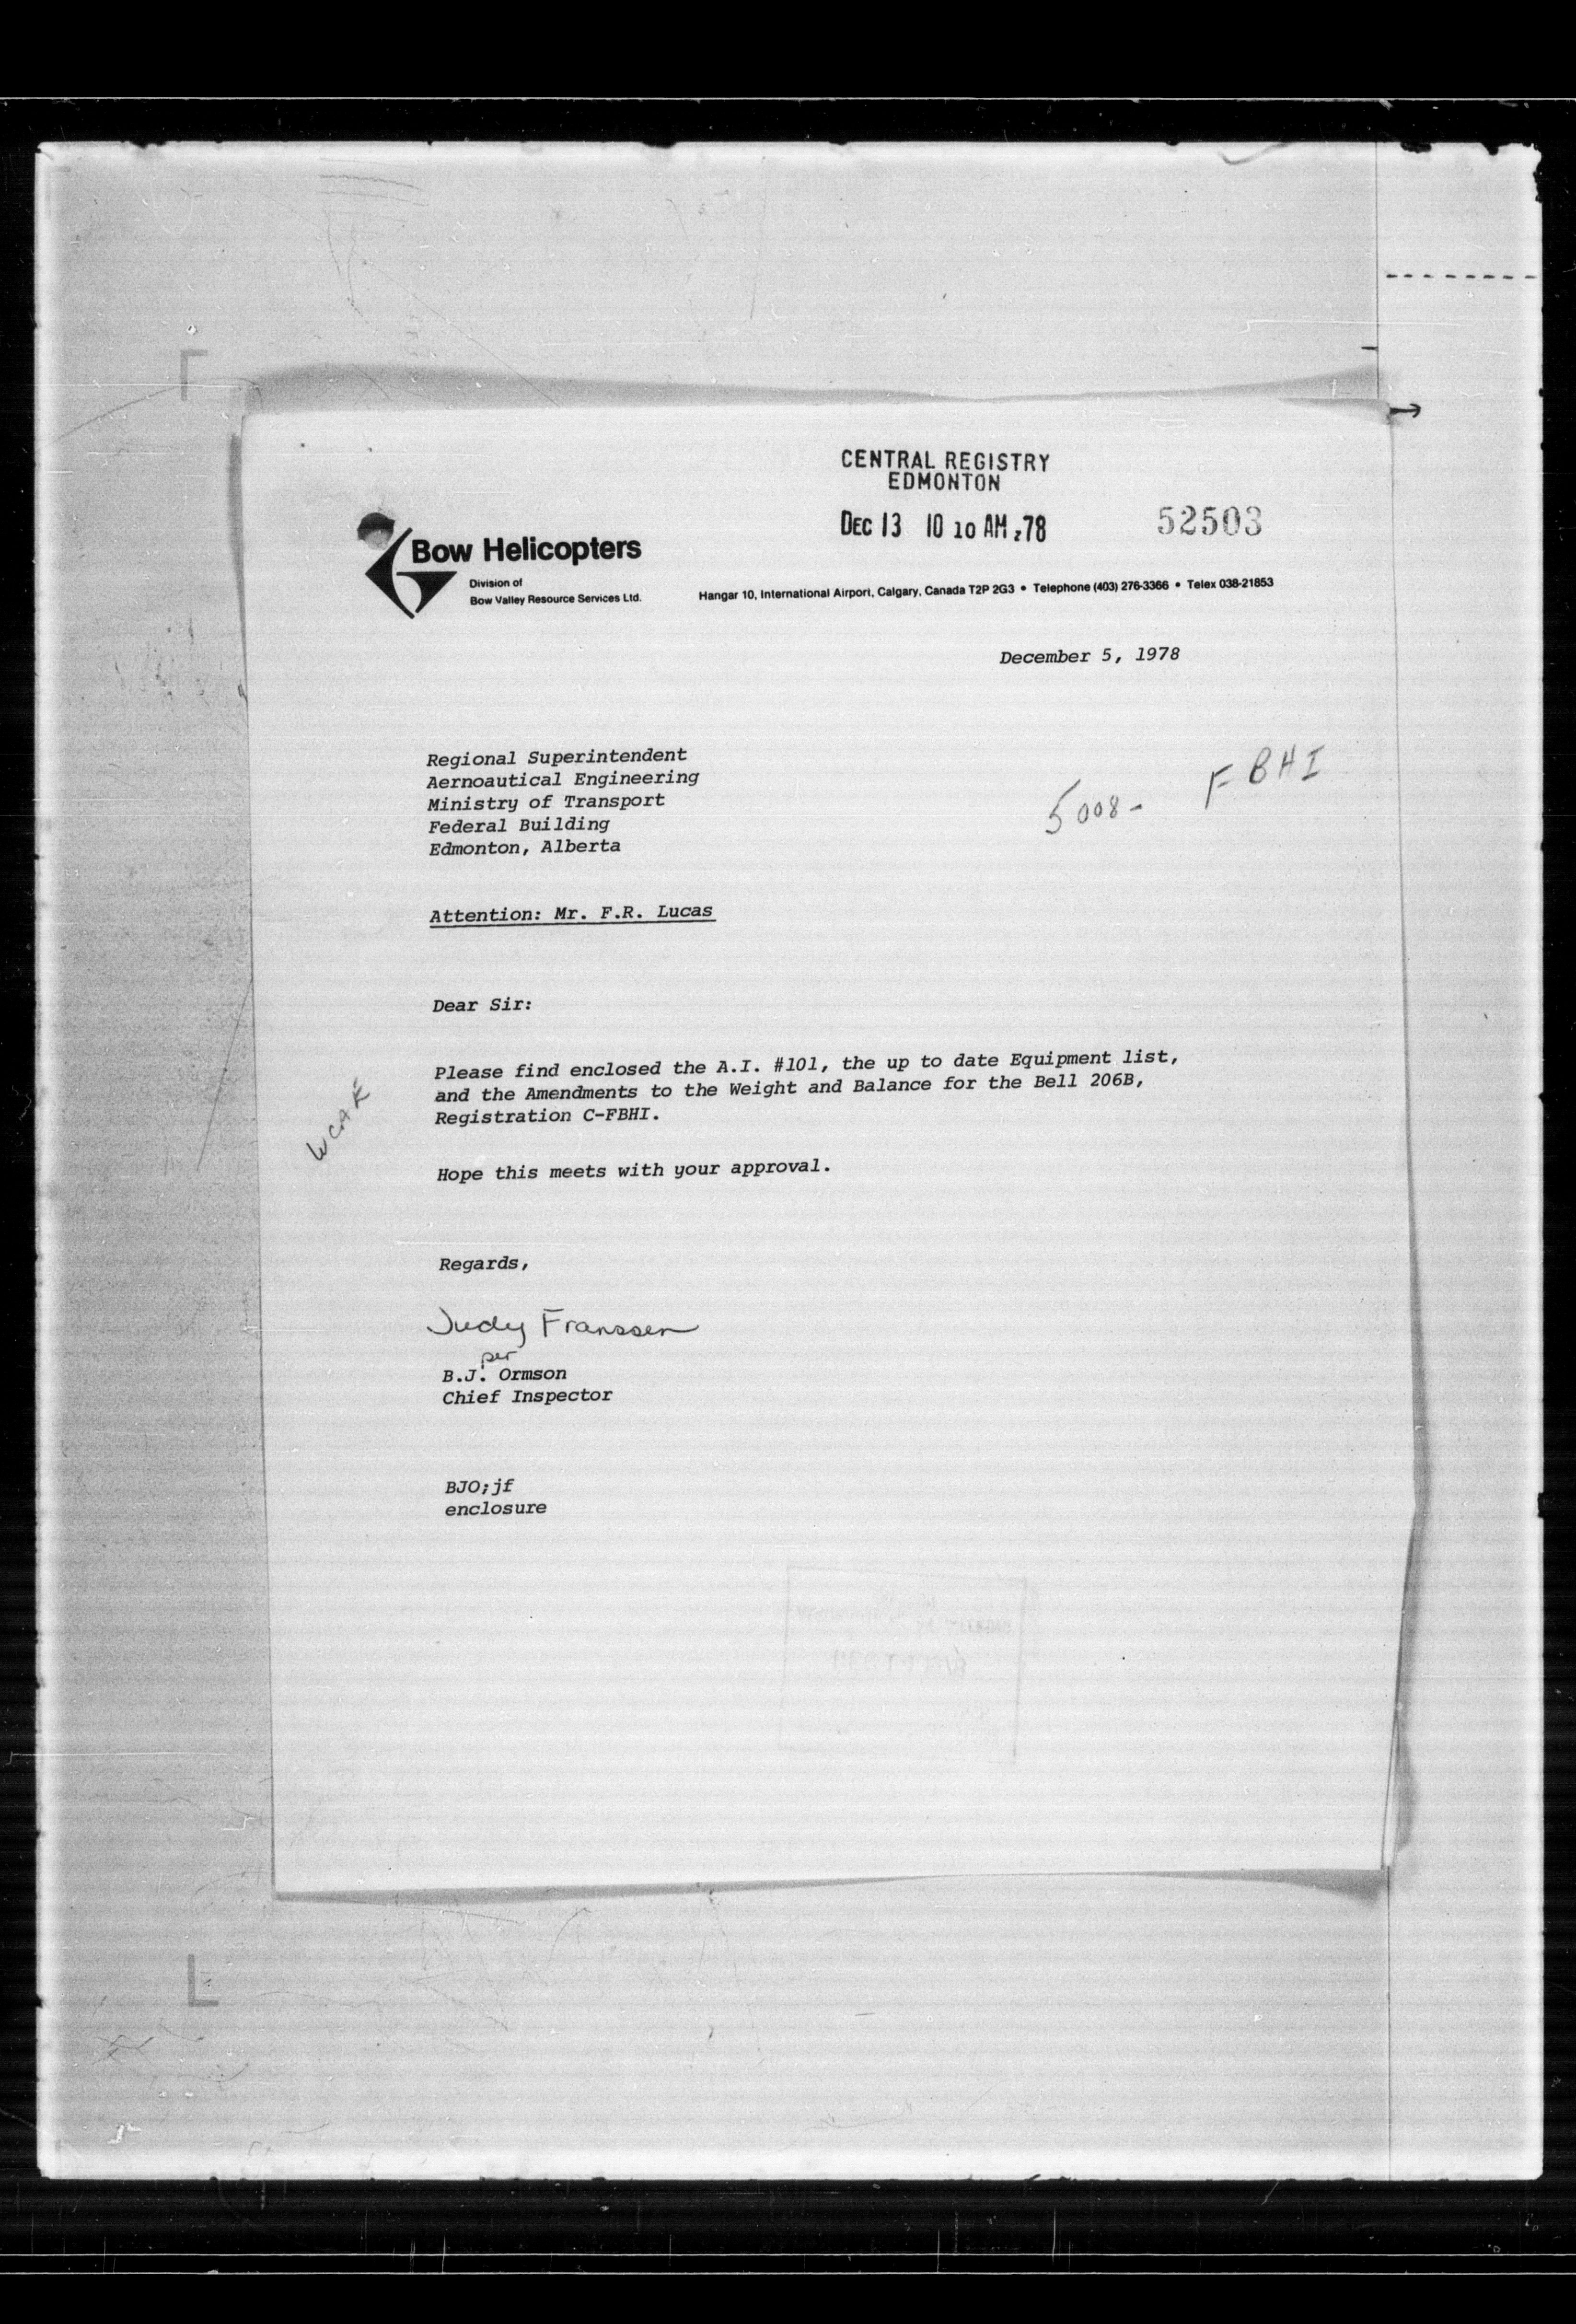 CENTRAL REGISTRY
EDMONTON
DEC 13 10 10 AM '78
52503
Bow Helicopters
Division of
Bow Valley Resource Services Ltd.
Hangar 10, International Airport, Calgary, Canada T2P 2G3 • Telephone (403) 276-3366 • Telex 038-21853
December 5, 1978
Regional Superintendent
Aernoautical Engineering
Ministry of Transport
Federal Building
Edmonton, Alberta
5008- FBHI
Attention: Mr. F.R. Lucas
Dear Sir:
Please find enclosed the A.I. #101, the up to date Equipment list,
and the Amendments to the Weight and Balance for the Bell 206B,
Registration C-FBHI.
WCAE
Hope this meets with your approval.
Regards,
Judy Franssen
per
B.J. Ormson
Chief Inspector
BJO;jf
enclosure